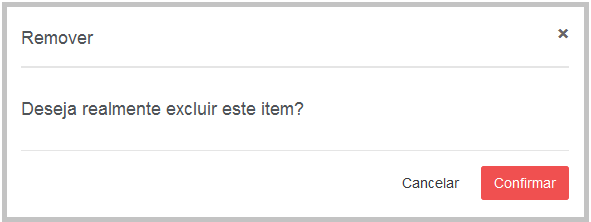 Remover
Deseja realmente excluir este item?
Cancelar Confirmar